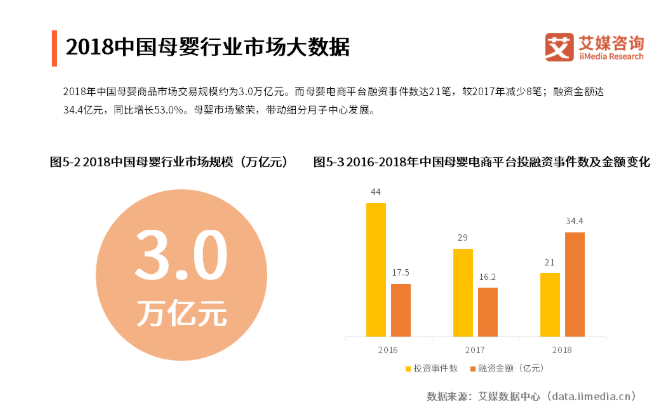 2018中国母婴行业市场大数据
艾媒咨询
iiMedia Research
2018年中国母婴商品市场交易规模约为3.0万亿元。而母婴电商平台融资事件数达21笔，较2017年减少8笔；融资金额达
34.4亿元，同比增长53.0%。母婴市场繁荣，带动细分月子中心发展。
图5-2 2018中国母婴行业市场规模（万亿元）
3.0
万亿元
图5-3 2016-2018年中国母婴电商平台投融资事件数及金额变化
44
17.5
29
16.2
21
34.4
2016 2017 2018
投资事件数 融资金额（亿元）
数据来源：艾媒数据中心（data.iimedia.cn）